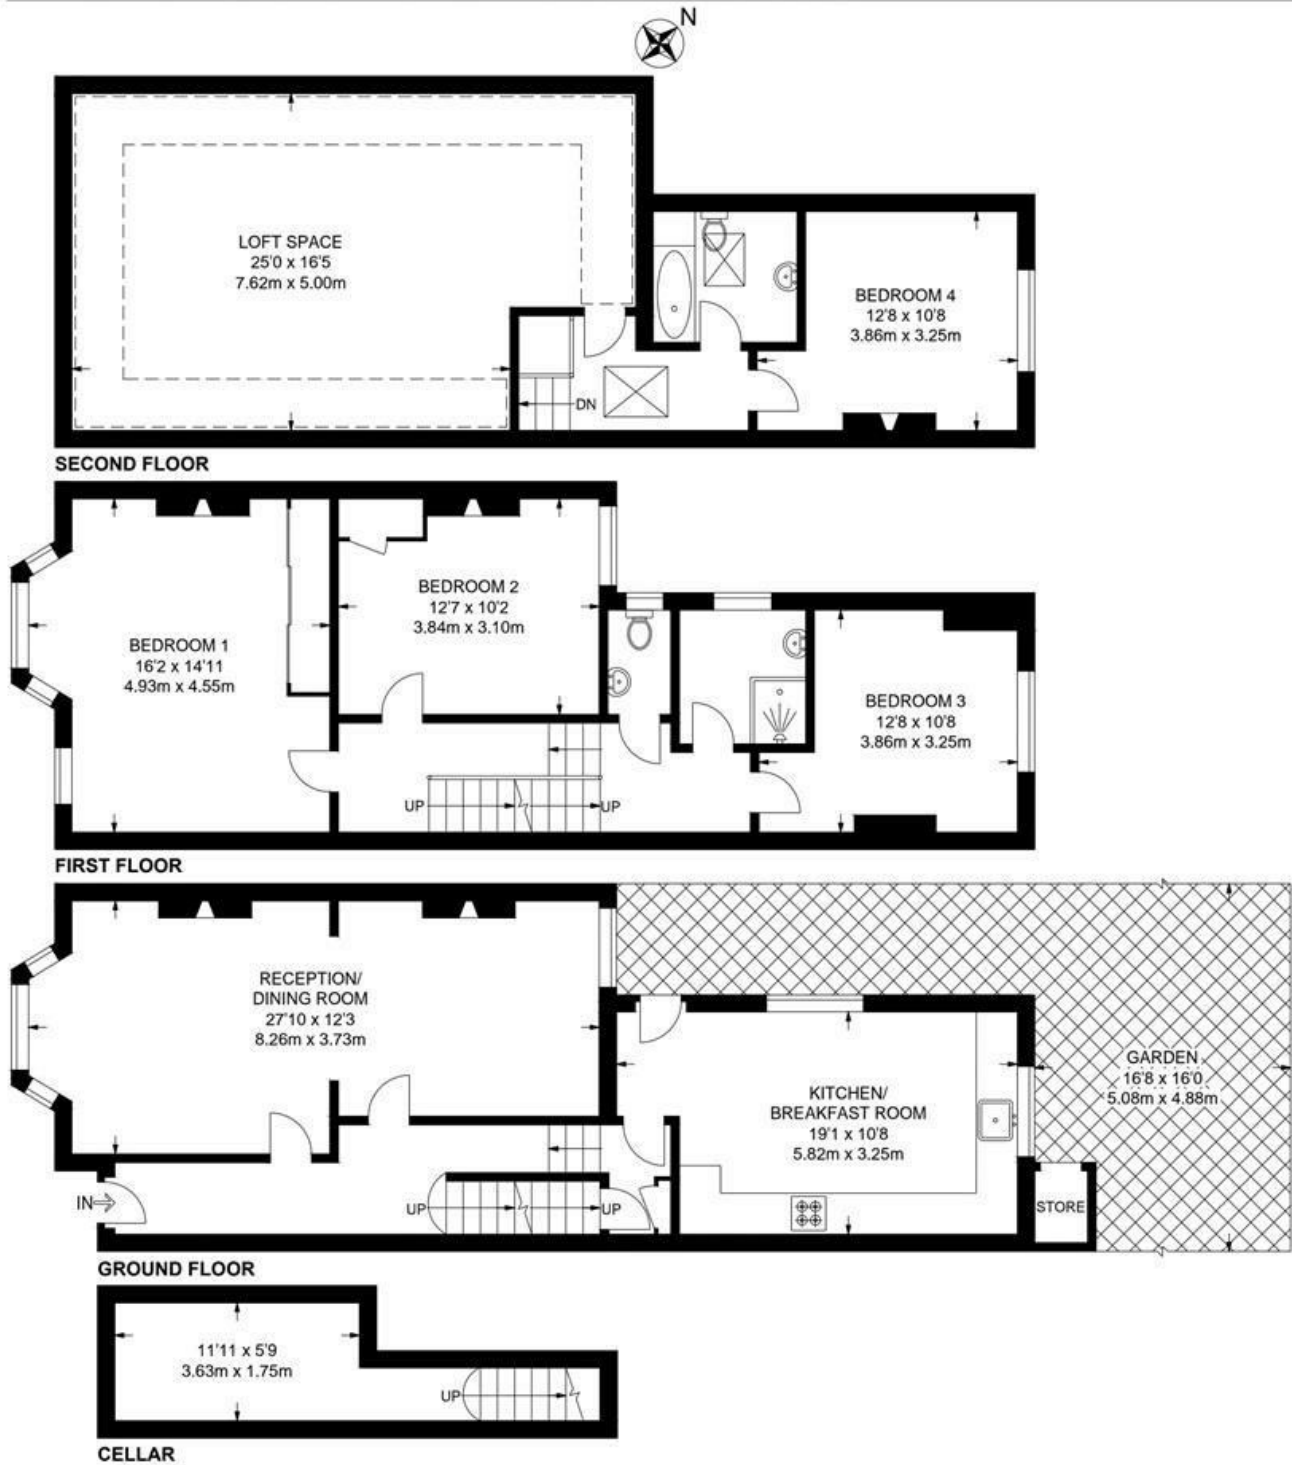 N
LOFT SPACE
25'0 x 16'5
7.62m x 5.00m
BEDROOM 4
12'8 x 10'8
3.86m x 3.25m
DN
SECOND FLOOR
BEDROOM 1
16'2 x 14'11
4.93m x 4.55m
BEDROOM 2
12'7 x 10'2
3.84m x 3.10m
BEDROOM 3
12'8 x 10'8
3.86m x 3.25m
UP
UP
FIRST FLOOR
RECEPTION/
DINING ROOM
27'10 x 12'3
8.26m x 3.73m
KITCHEN/
BREAKFAST ROOM
19'1 x 10'8
5.82m x 3.25m
GARDEN
16'8 x 16'0
5.08m x 4.88m
IN
UP
UP
STORE
GROUND FLOOR
11'11 x 5'9
3.63m x 1.75m
UP
CELLAR